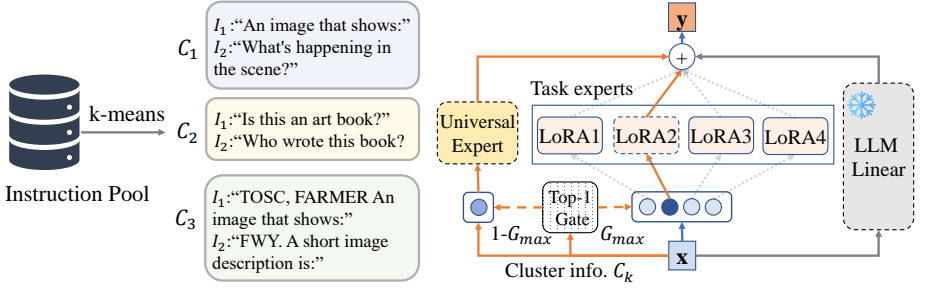 Instruction Pool
k-means
C₁
I₁:“An image that shows:”
I₂:“What's happening in
the scene?”
C₂
I₁:“Is this an art book?”
I₂:“Who wrote this book?
C₃
I₁:“TOSC, FARMER An
image that shows:”
I₂:“FWY. A short image
description is:”
y
+
Task experts
Universal
Expert
LoRA1
LoRA2
LoRA3
LoRA4
LLM
Linear
Top-1
Gate
1-Gₘₐₓ
Gₘₐₓ
x
Cluster info. Cₖ